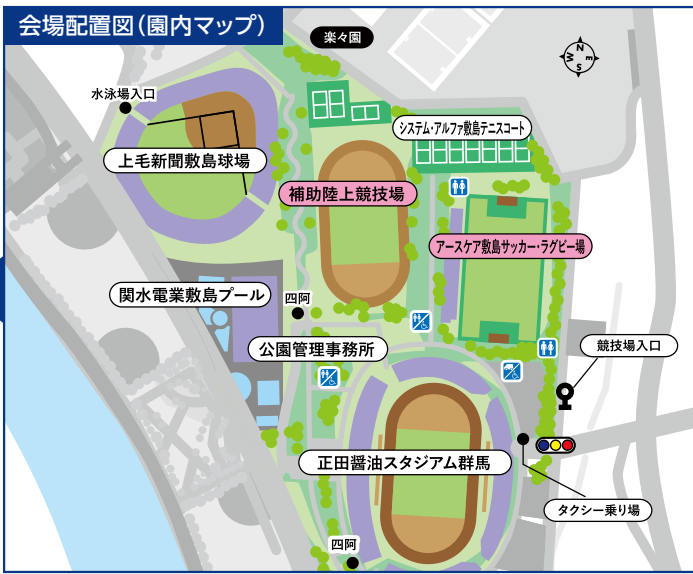 会場配置図(園内マップ)
楽々園
N
W
E
S
水泳場入口
システム・アルファ敷島テニスコート
上毛新聞敷島球場
補助陸上競技場
アースケア敷島サッカー・ラグビー場
関水電業敷島プール
四阿
公園管理事務所
競技場入口
正田醤油スタジアム群馬
タクシー乗り場
四阿